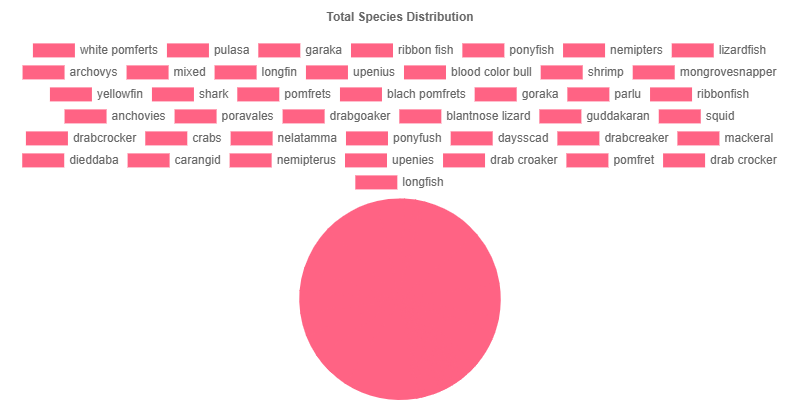 Total Species Distribution
white pomferts pulasa garaka ribbon fish ponyfish nemipters lizardfish
archovys mixed longfin upenius blood color bull shrimp mongrovesnapper
yellowfin shark pomfrets blach pomfrets goraka parlu ribbonfish
anchovies poravales drabgoaker blantnose lizard guddakaran squid
drabcrocker crabs nelatamma ponyfush daysscad drabcreaker mackeral
dieddaba carangid nemipterus upenies drab croaker pomfret drab crocker
longfish